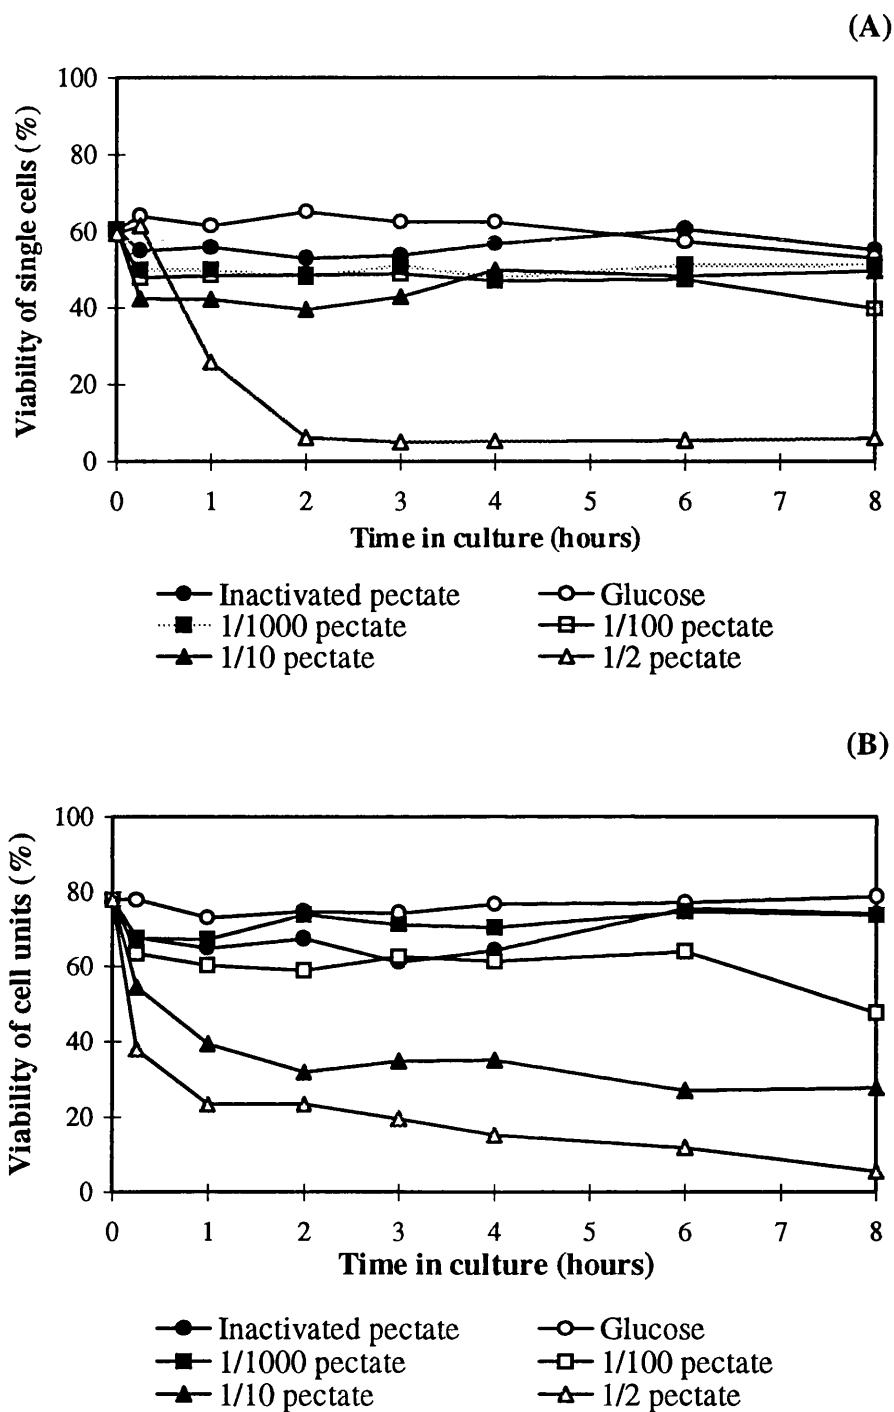 (A)
Viability of single cells (%)
100
80
60
40
20
0
0 1 2 3 4 5 6 7 8
Time in culture (hours)
Inactivated pectate Glucose
1/1000 pectate 1/100 pectate
1/10 pectate 1/2 pectate
(B)
Viability of cell units (%)
100
80
60
40
20
0
0 1 2 3 4 5 6 7 8
Time in culture (hours)
Inactivated pectate Glucose
1/1000 pectate 1/100 pectate
1/10 pectate 1/2 pectate